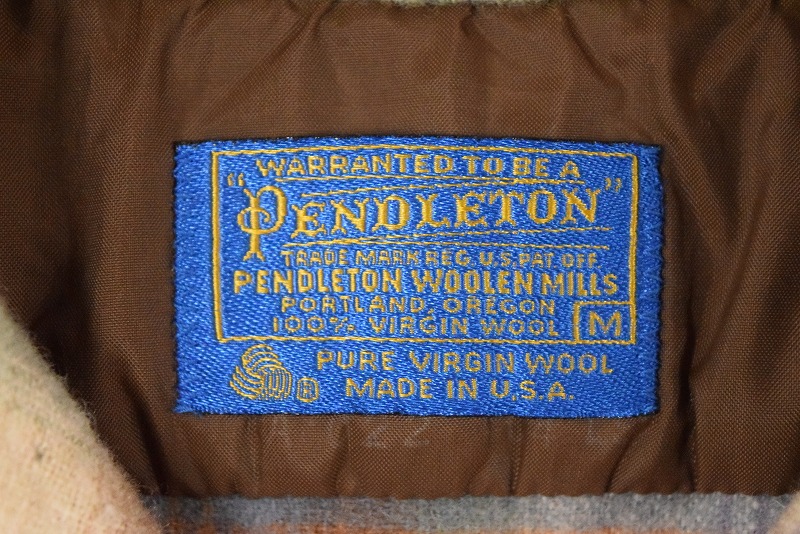 WARRANTED TO BE A
"PENDLETON"
TRADE MARK REG. U.S. PAT OFF
PENDLETON WOOLEN MILLS
PORTLAND, OREGON
100% VIRGIN WOOL M
PURE VIRGIN WOOL
® MADE IN U.S.A.
22